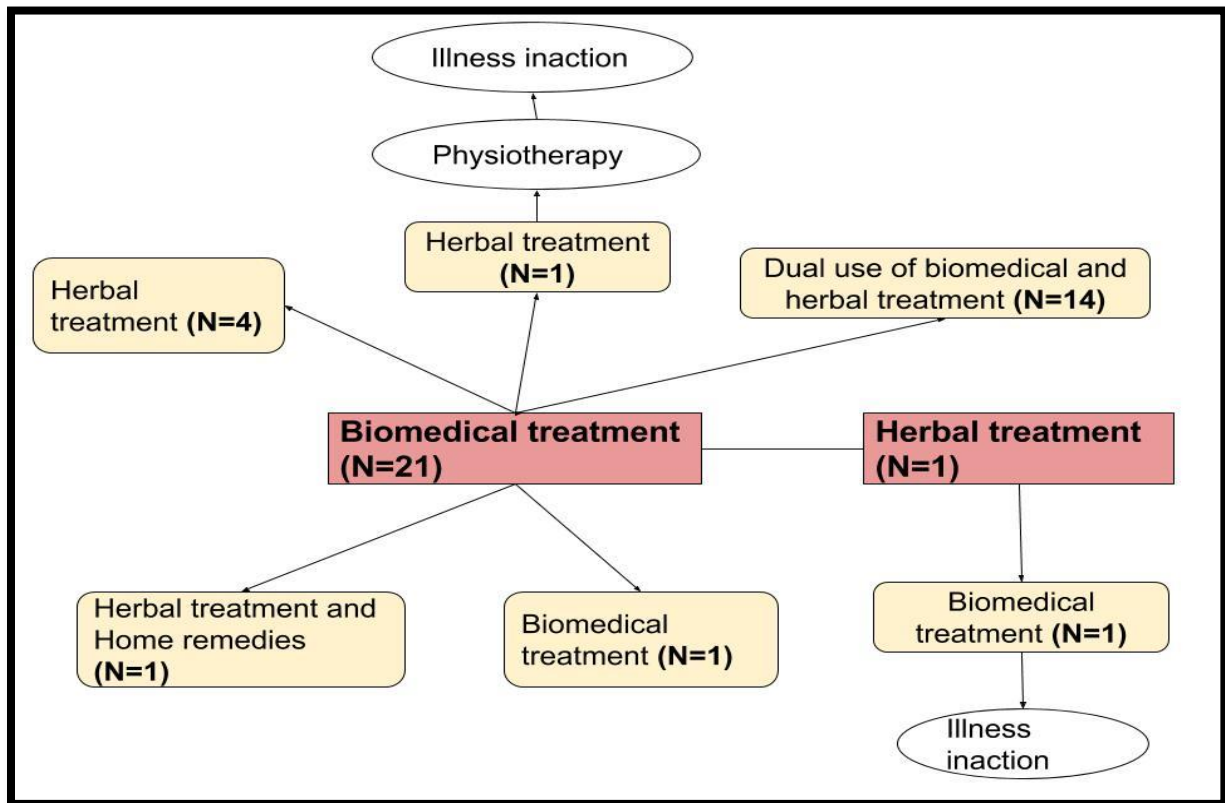 Illness inaction
Physiotherapy
Herbal treatment
(N=1)
Dual use of biomedical and
herbal treatment (N=14)
Herbal
treatment (N=4)
Biomedical treatment
(N=21)
Herbal treatment
(N=1)
Herbal treatment and
Home remedies
(N=1)
Biomedical
treatment (N=1)
Biomedical
treatment (N=1)
Illness
inaction